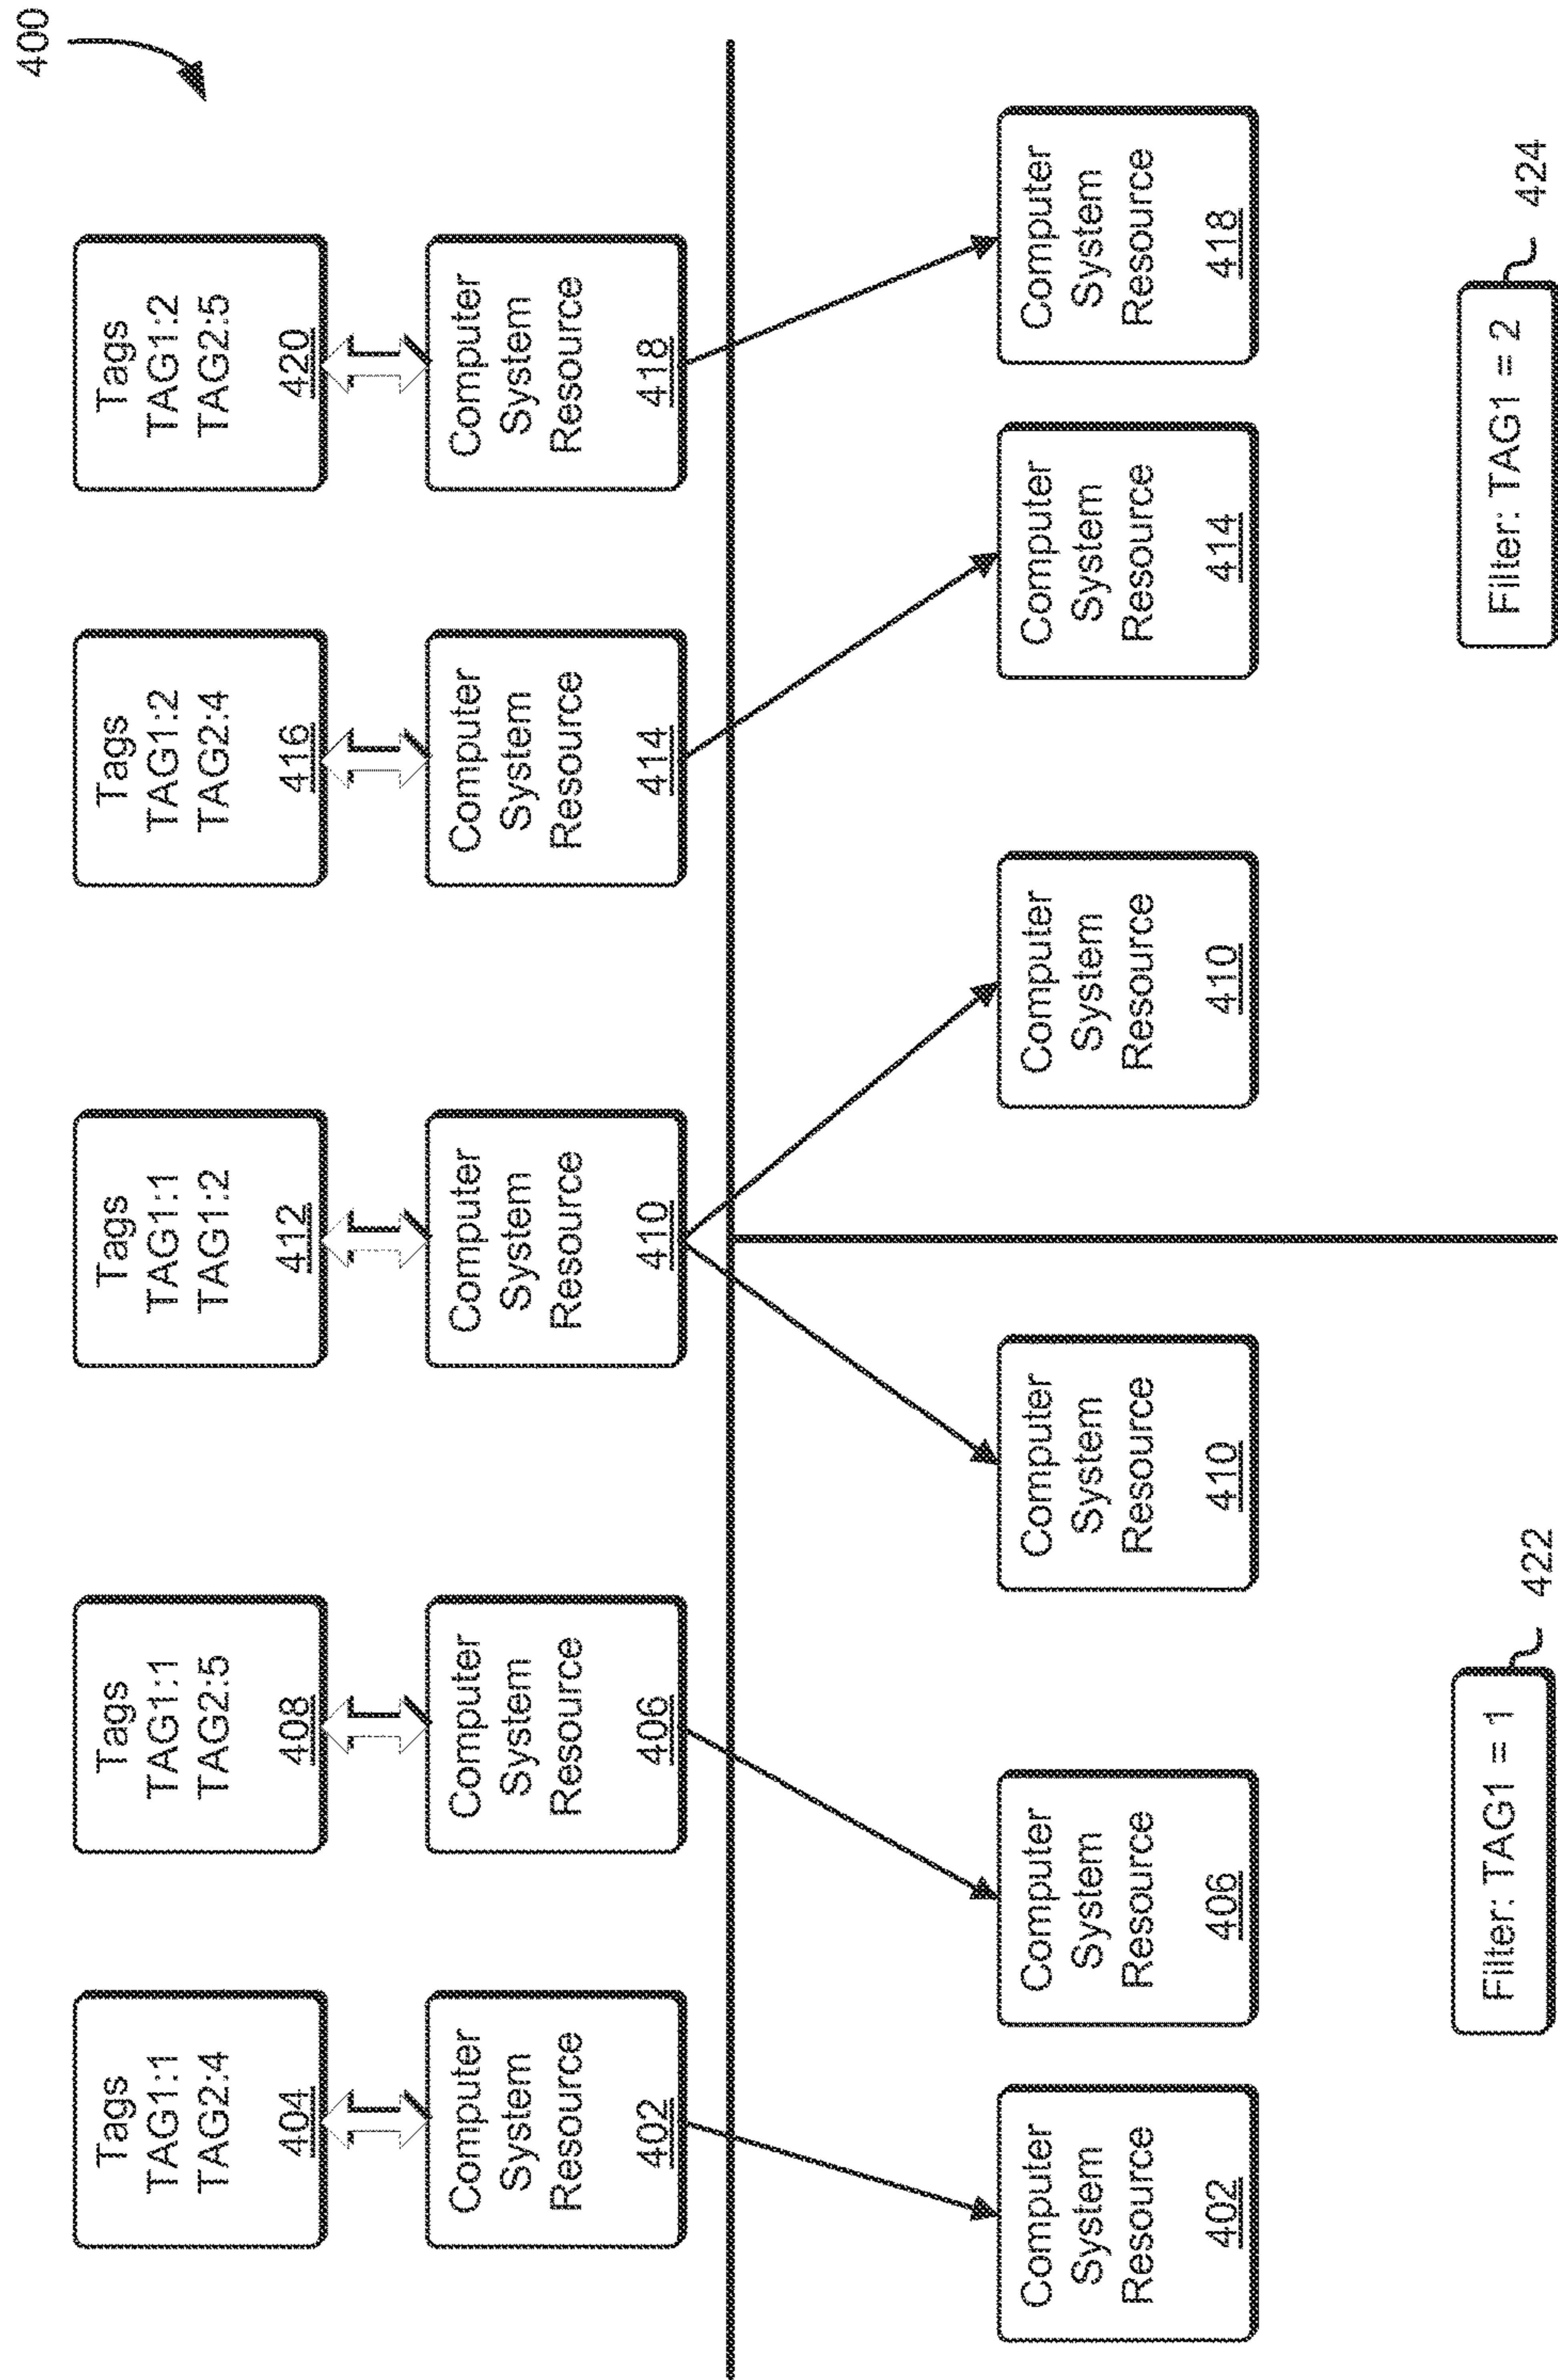 400
Tags
TAG1:1
TAG2:4
404
Tags
TAG1:1
TAG2:5
408
Tags
TAG1:1
TAG1:2
412
Tags
TAG1:2
TAG2:4
416
Tags
TAG1:2
TAG2:5
420
Computer
System
Resource
402
Computer
System
Resource
406
Computer
System
Resource
410
Computer
System
Resource
414
Computer
System
Resource
418
Computer
System
Resource
402
Computer
System
Resource
406
Computer
System
Resource
410
Computer
System
Resource
410
Computer
System
Resource
414
Computer
System
Resource
418
Filter: TAG1 = 1
422
Filter: TAG1 = 2
424